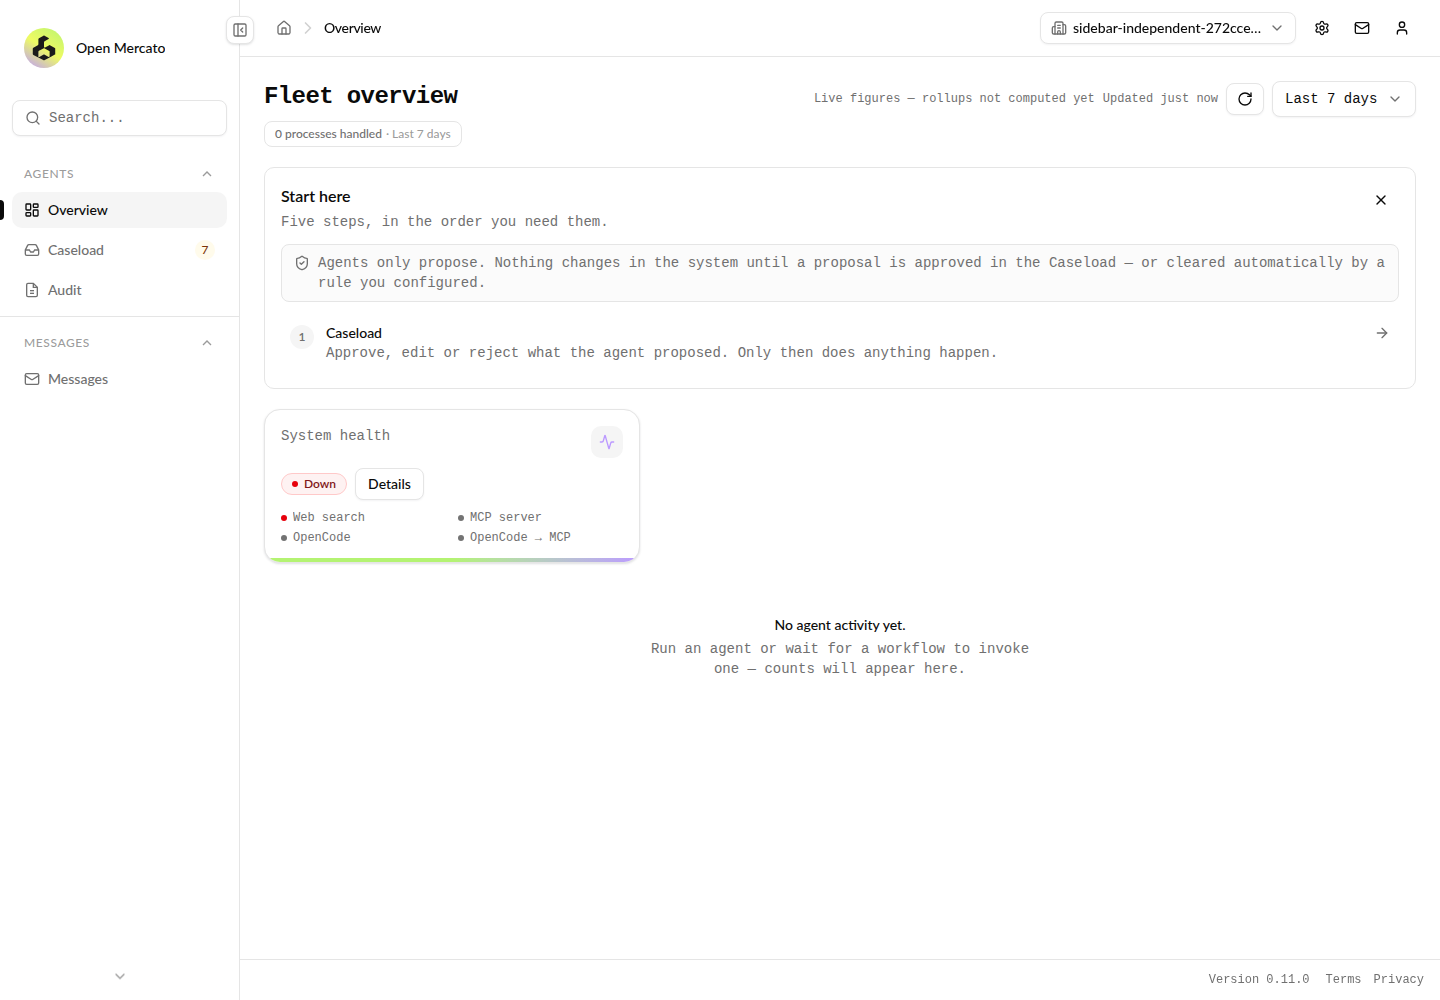 Open Mercato
Search...
AGENTS
Overview
Caseload
7
Audit
MESSAGES
Messages
Overview
sidebar-independent-272cce...
Fleet overview
Live figures — rollups not computed yet Updated just now
Last 7 days
0 processes handled · Last 7 days
Start here
Five steps, in the order you need them.
Agents only propose. Nothing changes in the system until a proposal is approved in the Caseload — or cleared automatically by a
rule you configured.
1
Caseload
Approve, edit or reject what the agent proposed. Only then does anything happen.
System health
Down
Details
Web search
MCP server
OpenCode
OpenCode → MCP
No agent activity yet.
Run an agent or wait for a workflow to invoke
one — counts will appear here.
Version 0.11.0
Terms
Privacy